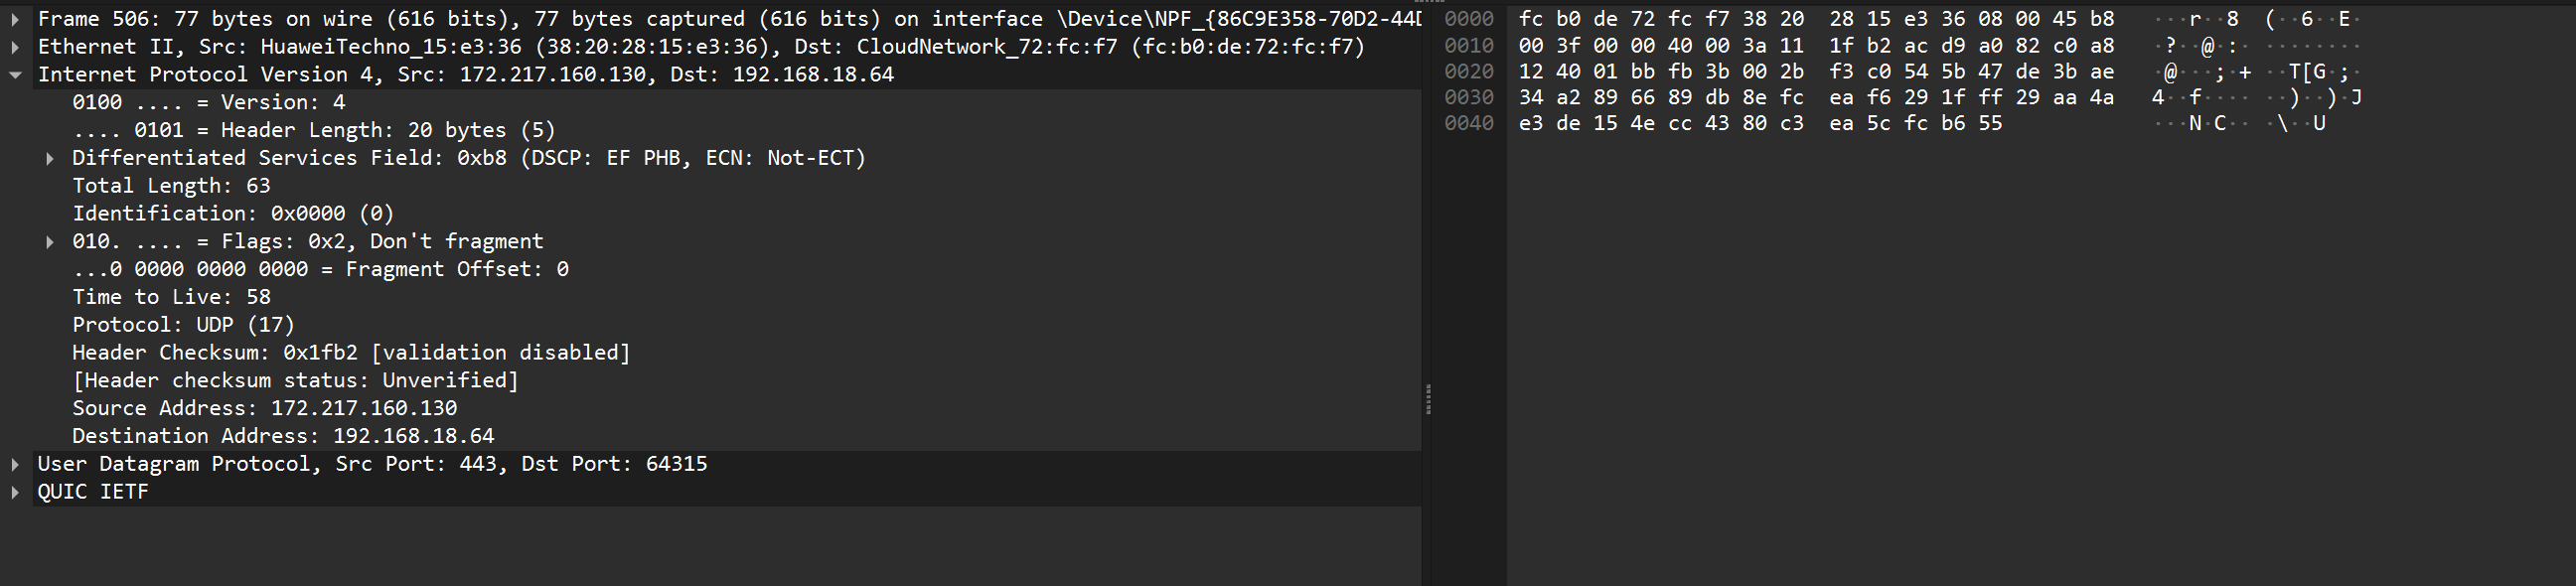 Frame 506: 77 bytes on wire (616 bits), 77 bytes captured (616 bits) on interface \Device\NPF_{86C9E358-70D2-44D
Ethernet II, Src: HuaweiTechno_15:e3:36 (38:20:28:15:e3:36), Dst: CloudNetwork_72:fc:f7 (fc:b0:de:72:fc:f7)
Internet Protocol Version 4, Src: 172.217.160.130, Dst: 192.168.18.64
0100 .... = Version: 4
.... 0101 = Header Length: 20 bytes (5)
Differentiated Services Field: 0xb8 (DSCP: EF PHB, ECN: Not-ECT)
Total Length: 63
Identification: 0x0000 (0)
010. .... = Flags: 0x2, Don't fragment
...0 0000 0000 0000 = Fragment Offset: 0
Time to Live: 58
Protocol: UDP (17)
Header Checksum: 0x1fb2 [validation disabled]
[Header checksum status: Unverified]
Source Address: 172.217.160.130
Destination Address: 192.168.18.64
User Datagram Protocol, Src Port: 443, Dst Port: 64315
QUIC IETF
0000 fc b0 de 72 fc f7 38 20 28 15 e3 36 08 00 45 b8 ···r··8 (··6··E·
0010 00 3f 00 00 40 00 3a 11 1f b2 ac d9 a0 82 c0 a8 ·?··@·:· ········
0020 12 40 01 bb fb 3b 00 2b f3 c0 54 5b 47 de 3b ae ·@···;·+ ··T[G·;·
0030 34 a2 89 66 89 db 8e fc ea f6 29 1f ff 29 aa 4a 4··f···· ··)··)·J
0040 e3 de 15 4e cc 43 80 c3 ea 5c fc b6 55 ···N·C·· ·\··U